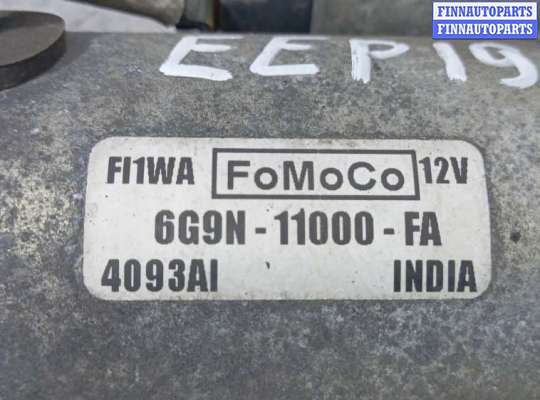 FINNAUTOPARTS
FINNAUTOPARTS
EEP19
FI1WA FoMoCo 12V
6G9N - 11000 - FA
4093AI INDIA